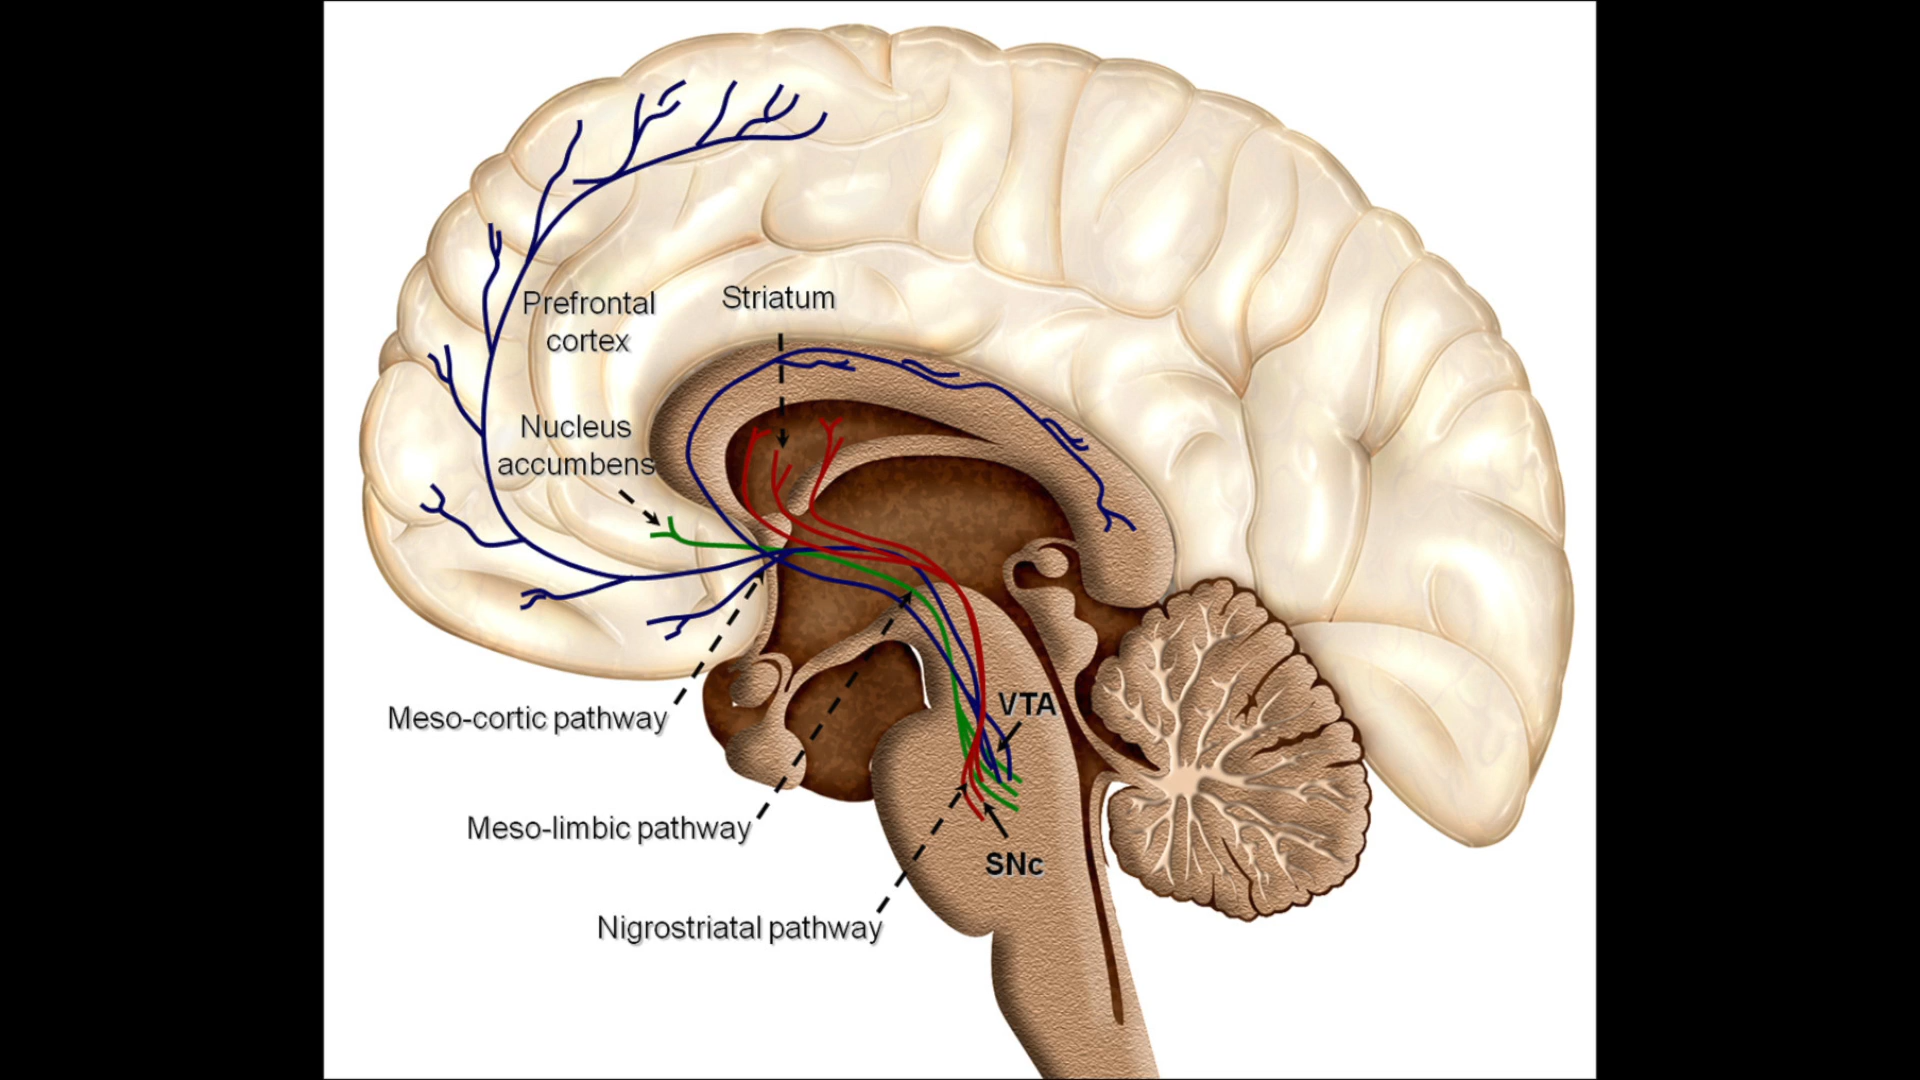 Prefrontal
cortex
Striatum
Nucleus
accumbens
Meso-cortic pathway
VTA
Meso-limbic pathway
SNc
Nigrostriatal pathway